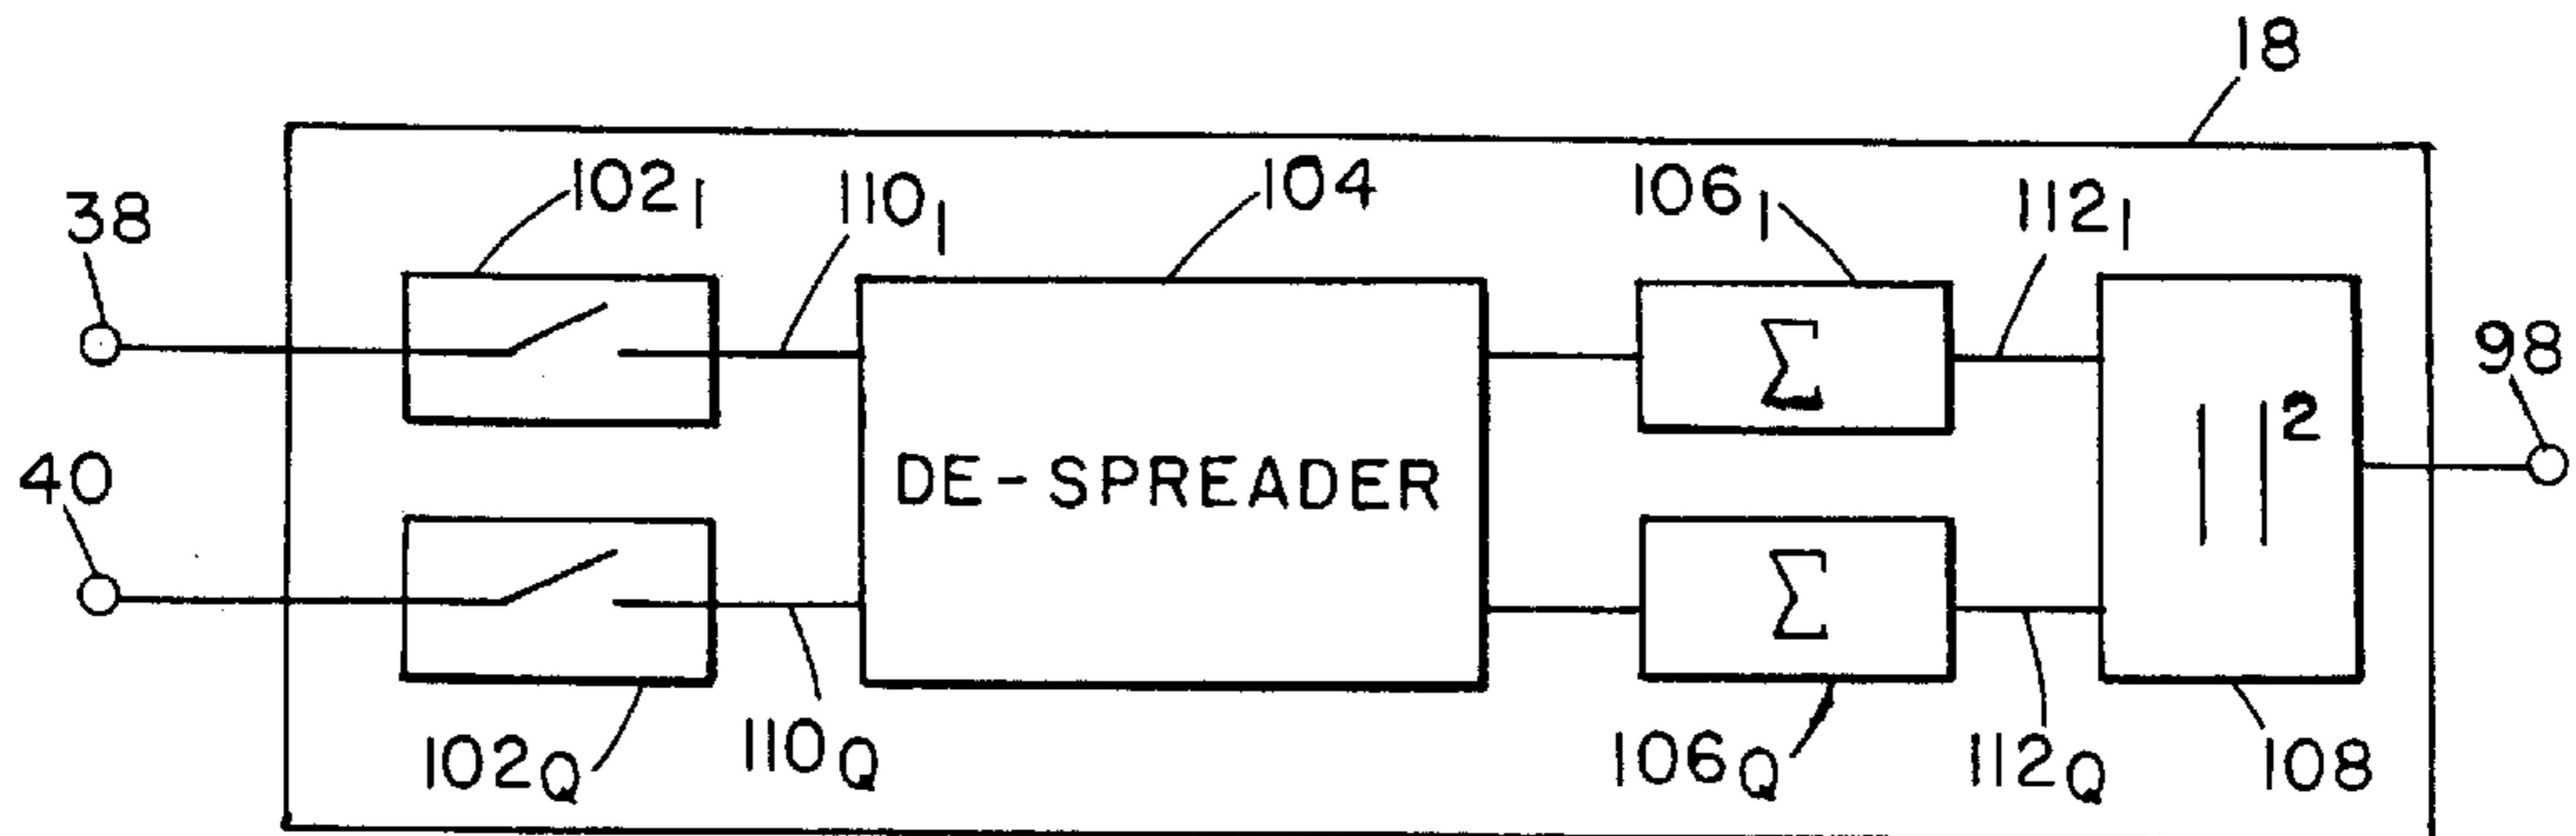 18
38
102I
110I
104
106I
112I
98
Σ
| |²
40
DE-SPREADER
Σ
102Q
110Q
106Q
112Q
108